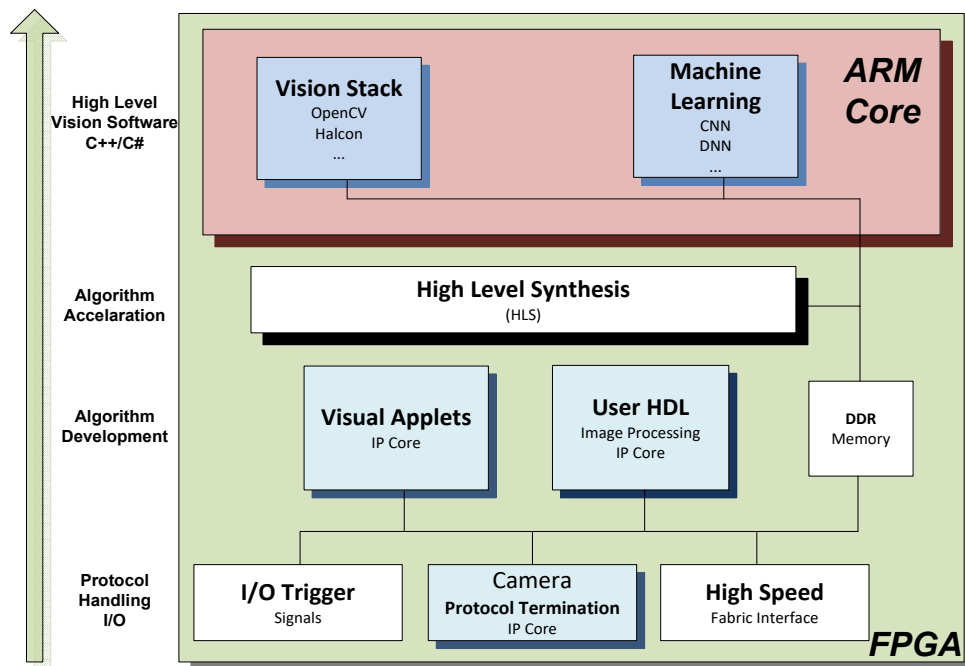 High Level
Vision Software
C++/C#
Vision Stack
OpenCV
Halcon
...
Machine
Learning
CNN
DNN
...
ARM
Core
Algorithm
Accelaration
High Level Synthesis
(HLS)
Algorithm
Development
Visual Applets
IP Core
User HDL
Image Processing
IP Core
DDR
Memory
Protocol
Handling
I/O
I/O Trigger
Signals
Camera
Protocol Termination
IP Core
High Speed
Fabric Interface
FPGA